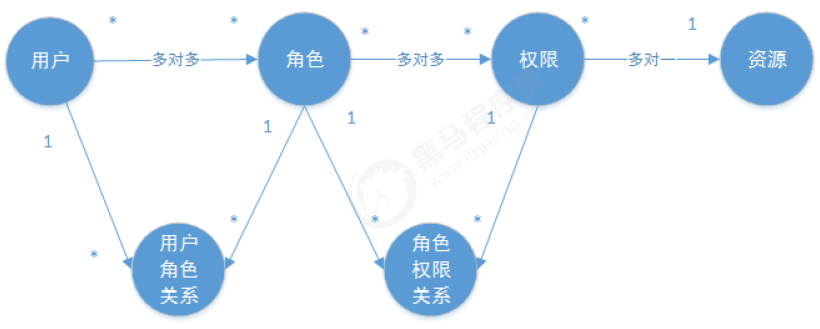 * * * * * 1
用户 多对多 角色 多对多 权限 多对一 资源
1 1 1 1
* * * *
用户
角色
关系
角色
权限
关系
黑马程序员
www.itheima.com